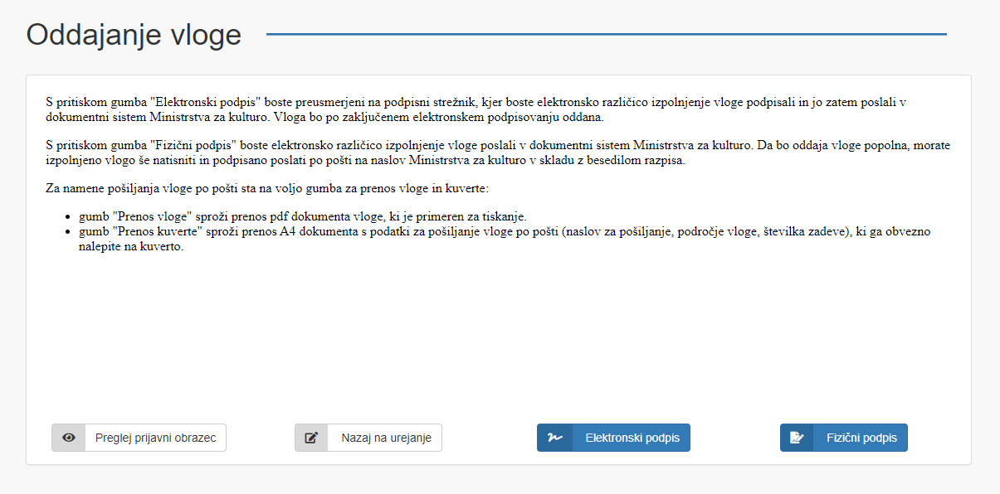 Oddajanje vloge
S pritiskom gumba "Elektronski podpis" boste preusmerjeni na podpisni strežnik, kjer boste elektronsko različico izpolnjenje vloge podpisali in jo zatem poslali v
dokumentni sistem Ministrstva za kulturo. Vloga bo po zaključenem elektronskem podpisovanju oddana.
S pritiskom gumba "Fizični podpis" boste elektronsko različico izpolnjenje vloge poslali v dokumentni sistem Ministrstva za kulturo. Da bo oddaja vloge popolna, morate
izpolnjeno vlogo še natisniti in podpisano poslati po pošti na naslov Ministrstva za kulturo v skladu z besedilom razpisa.
Za namene pošiljanja vloge po pošti sta na voljo gumba za prenos vloge in kuverte:
• gumb "Prenos vloge" sproži prenos pdf dokumenta vloge, ki je primeren za tiskanje.
• gumb "Prenos kuverte" sproži prenos A4 dokumenta s podatki za pošiljanje vloge po pošti (naslov za pošiljanje, področje vloge, številka zadeve), ki ga obvezno
nalepite na kuverto.
Preglej prijavni obrazec
Nazaj na urejanje
Elektronski podpis
Fizični podpis